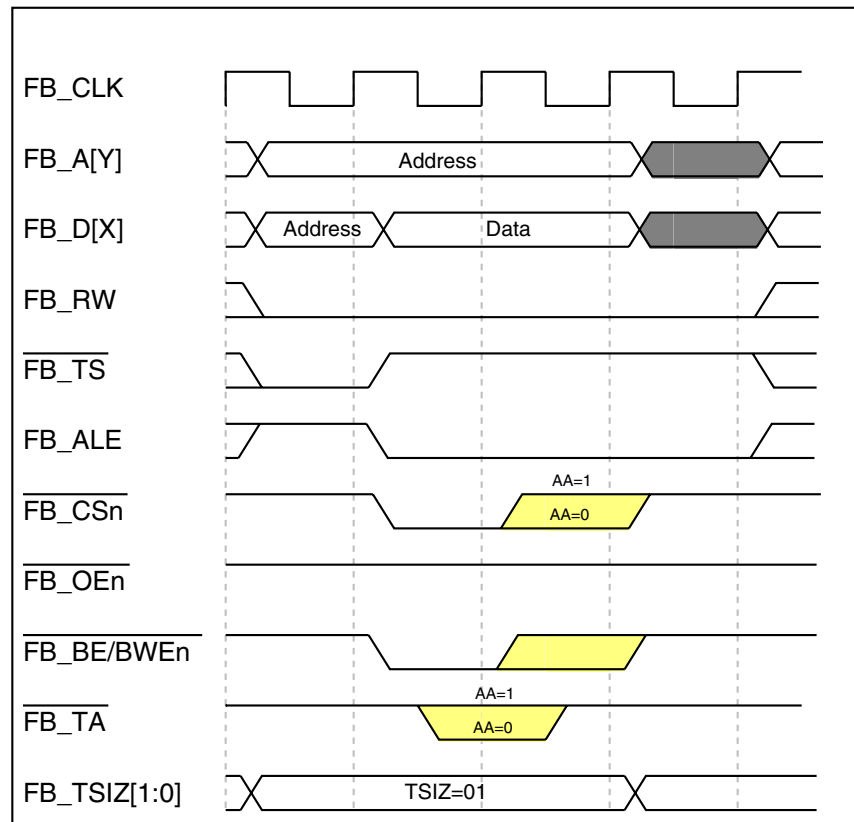 FB_CLK
FB_A[Y]
Address
FB_D[X]
Address
Data
FB_RW
FB_TS
FB_ALE
FB_CSn
AA=1
AA=0
FB_OEn
FB_BE/BWEn
FB_TA
AA=1
AA=0
FB_TSIZ[1:0]
TSIZ=01